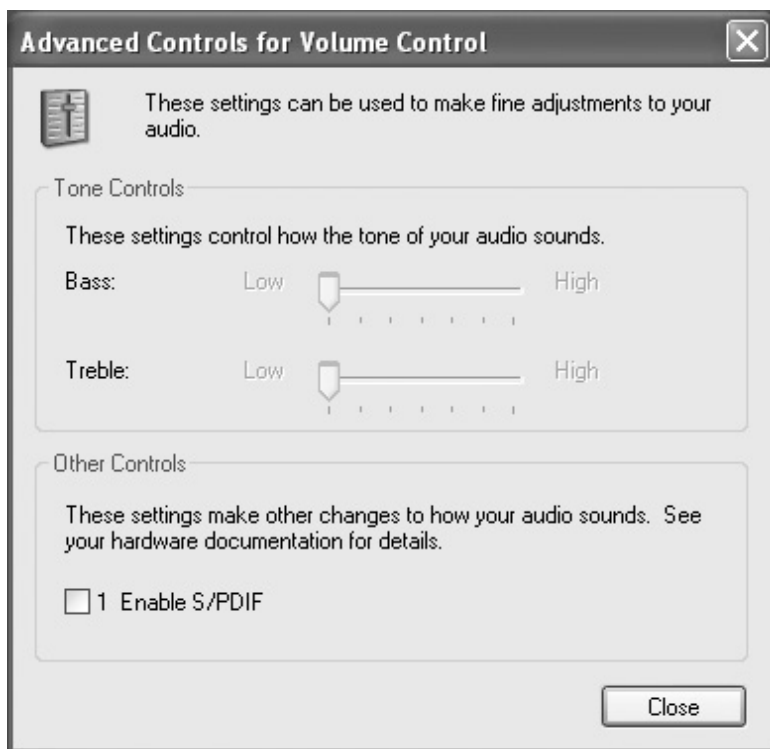 Advanced Controls for Volume Control
These settings can be used to make fine adjustments to your
audio.
Tone Controls
These settings control how the tone of your audio sounds.
Bass: Low High
Treble: Low High
Other Controls
These settings make other changes to how your audio sounds. See
your hardware documentation for details.
1 Enable S/PDIF
Close